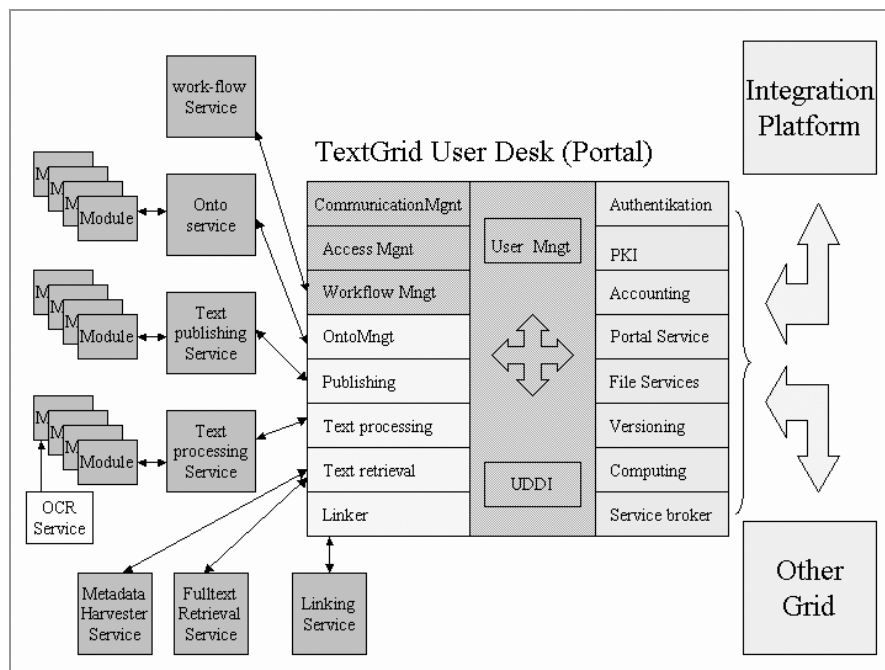 work-flow
Service
Integration
Platform
TextGrid User Desk (Portal)
M
M
M
Module
Onto
service
M
M
M
Module
Text
publishing
Service
M
M
M
Module
Text
processing
Service
OCR
Service
CommunicationMgnt
Access Mgnt
Workflow Mngt
OntoMngt
Publishing
Text processing
Text retrieval
Linker
User Mngt
UDDI
Authentikation
PKI
Accounting
Portal Service
File Services
Versioning
Computing
Service broker
Metadata
Harvester
Service
Fulltext
Retrieval
Service
Linking
Service
Other
Grid